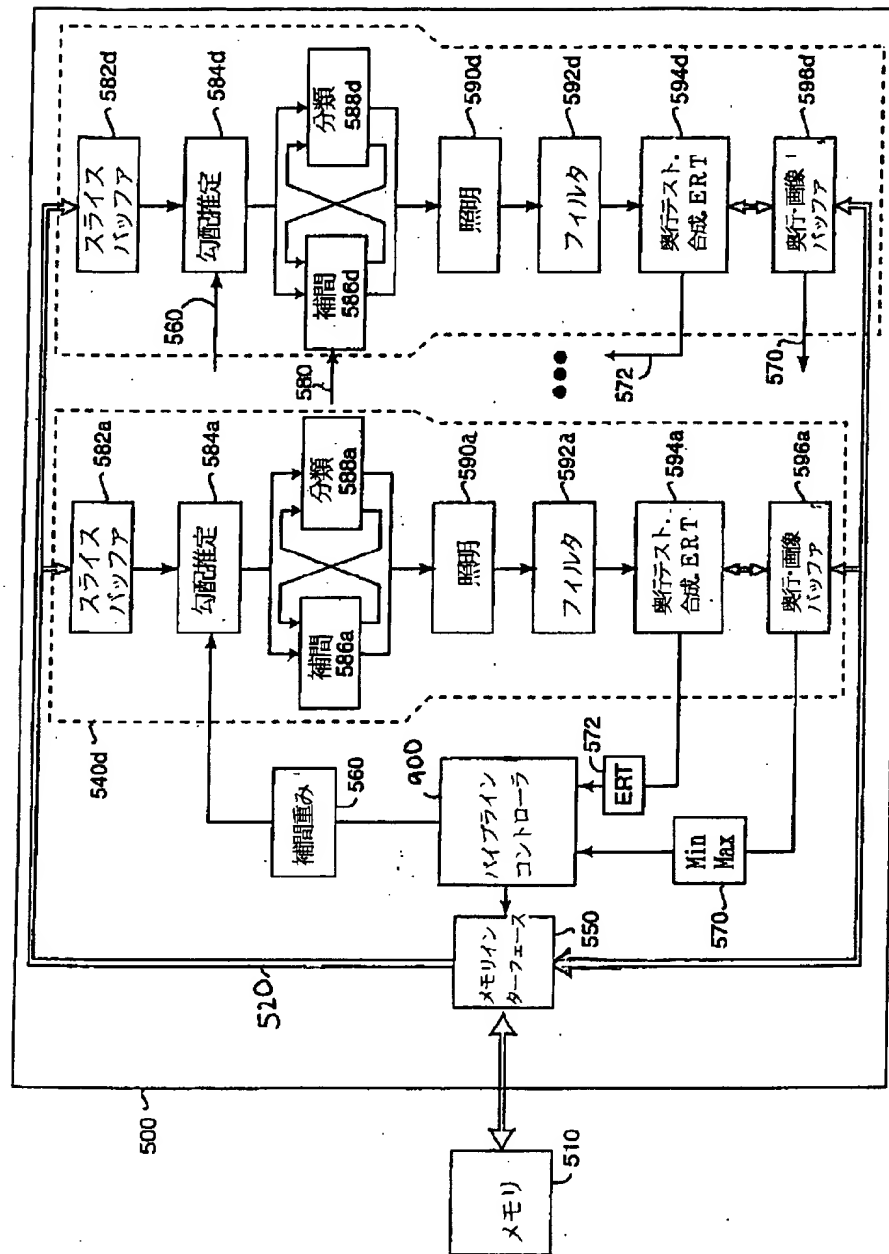 582d
スライス
バッファ
584d
勾配推定
560
分類
588d
補間
586d
580
590d
照明
592d
フィルタ
594d
奥行テスト.
合成.ERT
572
596d
奥行・画像
バッファ
570
582a
スライス
バッファ
584a
勾配推定
分類
588a
補間
586a
590a
照明
592a
フィルタ
594a
奥行テスト.
合成.ERT
596a
奥行・画像
バッファ
540d
補間重み
560
900
パイプライン
コントローラ
572
ERT
Min
Max
570
520
メモリイン
ターフェース
550
500
メモリ
510